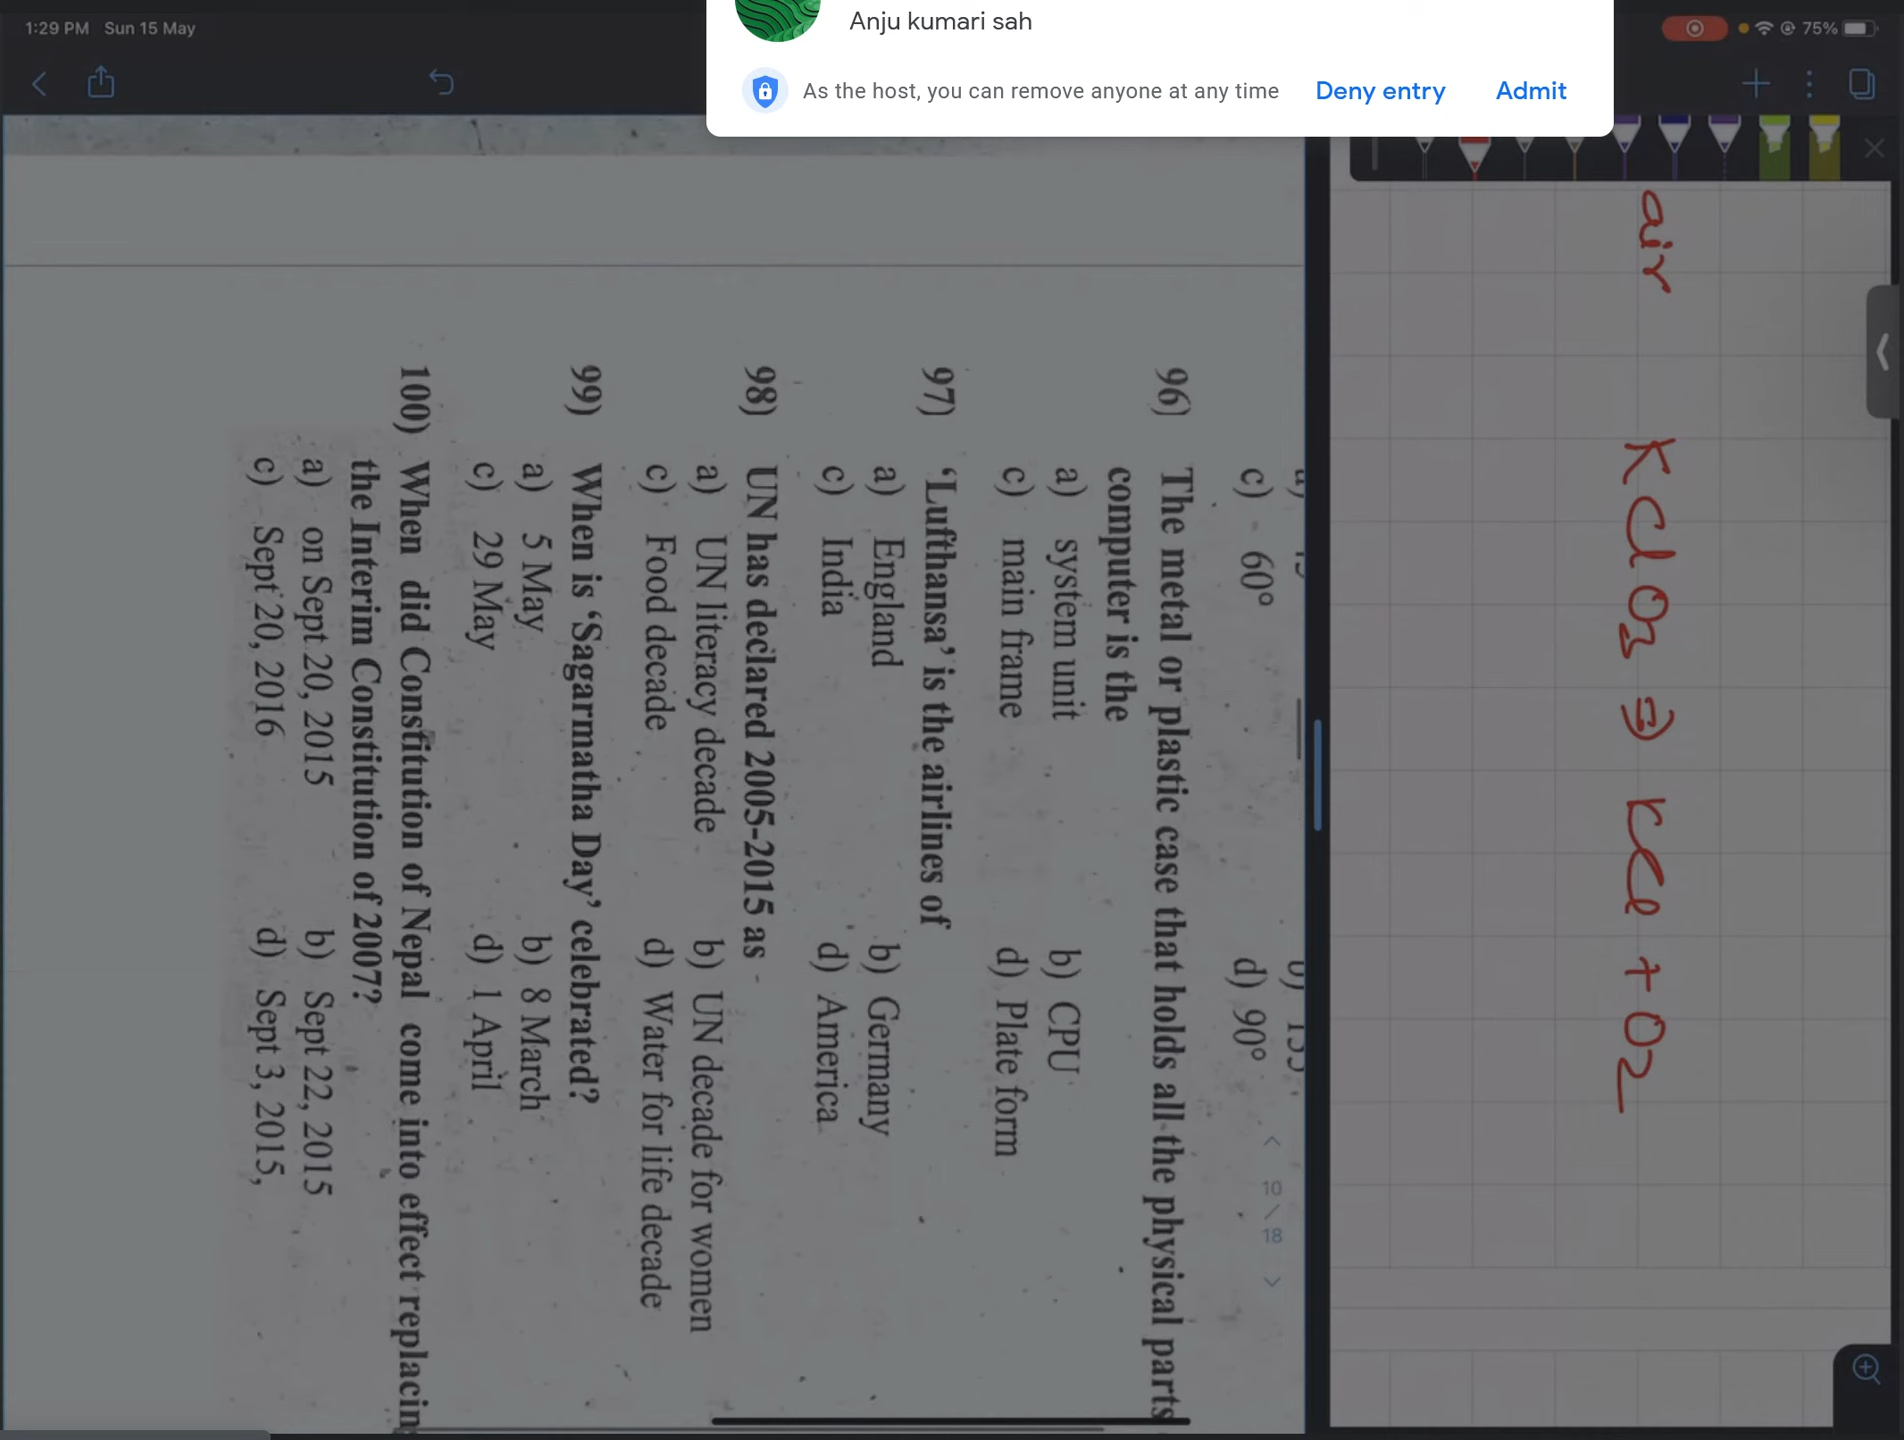 1:29 PM Sun 15 May
75%
Anju kumari sah
As the host, you can remove anyone at any time
Deny entry
Admit
c) 60°
d) 90°
96) The metal or plastic case that holds all the physical parts
computer is the
a) system unit
b) CPU
c) main frame
d) Plate form
97) ‘Lufthansa’ is the airlines of
a) England
b) Germany
c) India
d) America
98) UN has declared 2005-2015 as
a) UN literacy decade
b) UN decade for women
c) Food decade
d) Water for life decade
99) When is ‘Sagarmatha Day’ celebrated?
a) 5 May
b) 8 March
c) 29 May
d) 1 April
100) When did Constitution of Nepal come into effect replacin
the Interim Constitution of 2007?
a) on Sept 20, 2015
b) Sept 22, 2015
c) Sept 20, 2016
d) Sept 3, 2015,
10 / 18
air
KClO3 ⇒ KCl + O2